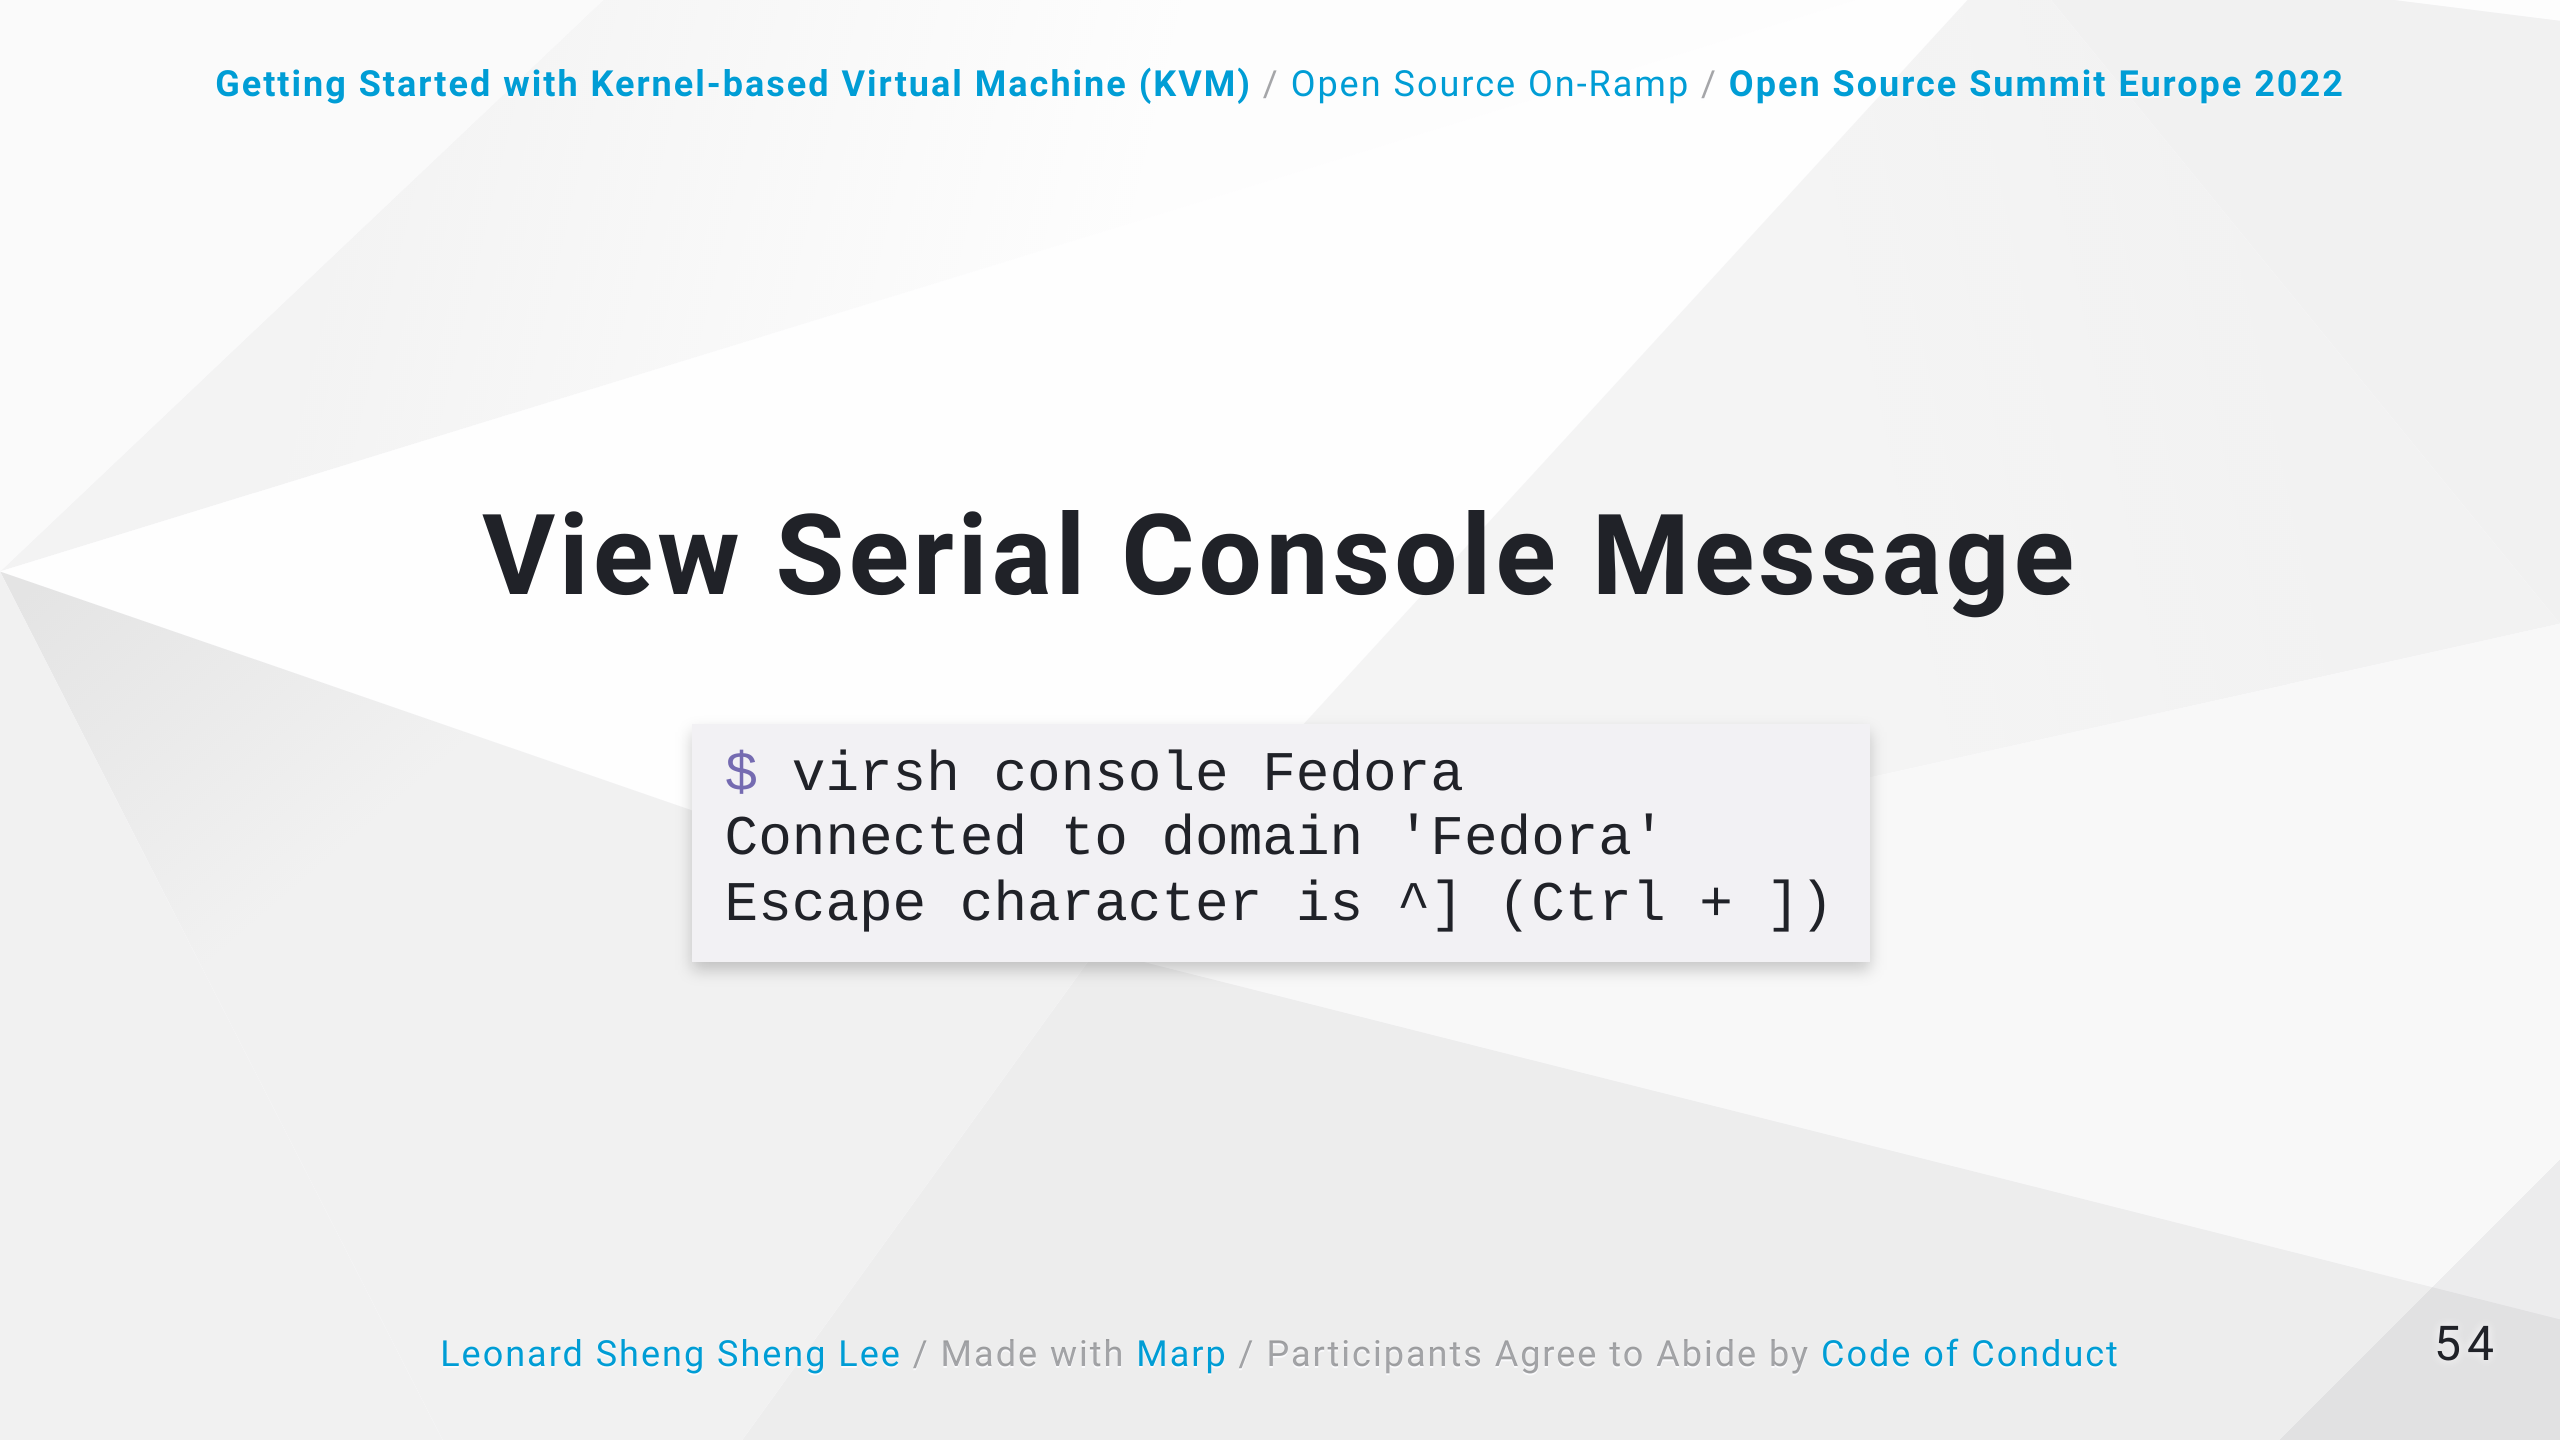 Getting Started with Kernel-based Virtual Machine (KVM) / Open Source On-Ramp / Open Source Summit Europe 2022
View Serial Console Message
$ virsh console Fedora
Connected to domain 'Fedora'
Escape character is ^] (Ctrl + ])
Leonard Sheng Sheng Lee / Made with Marp / Participants Agree to Abide by Code of Conduct
54